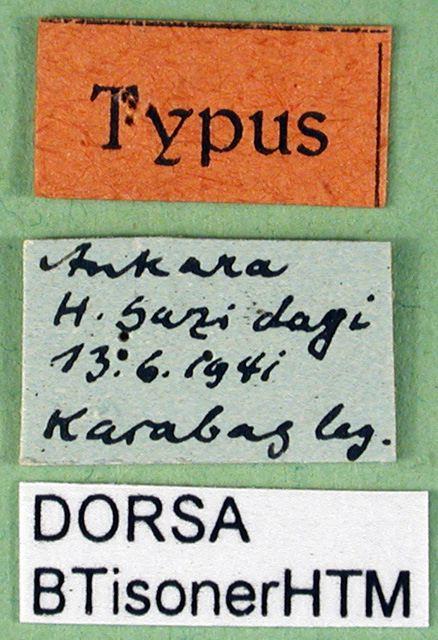 Typus
Ankara
H. Gazi dagi
13.6.1941
Karabag leg.
DORSA
BTisonerHTM